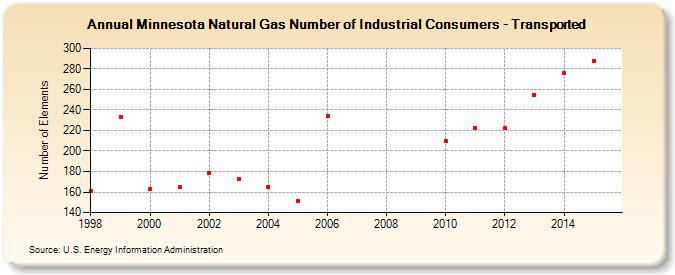 Annual Minnesota Natural Gas Number of Industrial Consumers - Transported
Number of Elements
300
280
260
240
220
200
180
160
140
1998 2000 2002 2004 2006 2008 2010 2012 2014
Source: U.S. Energy Information Administration